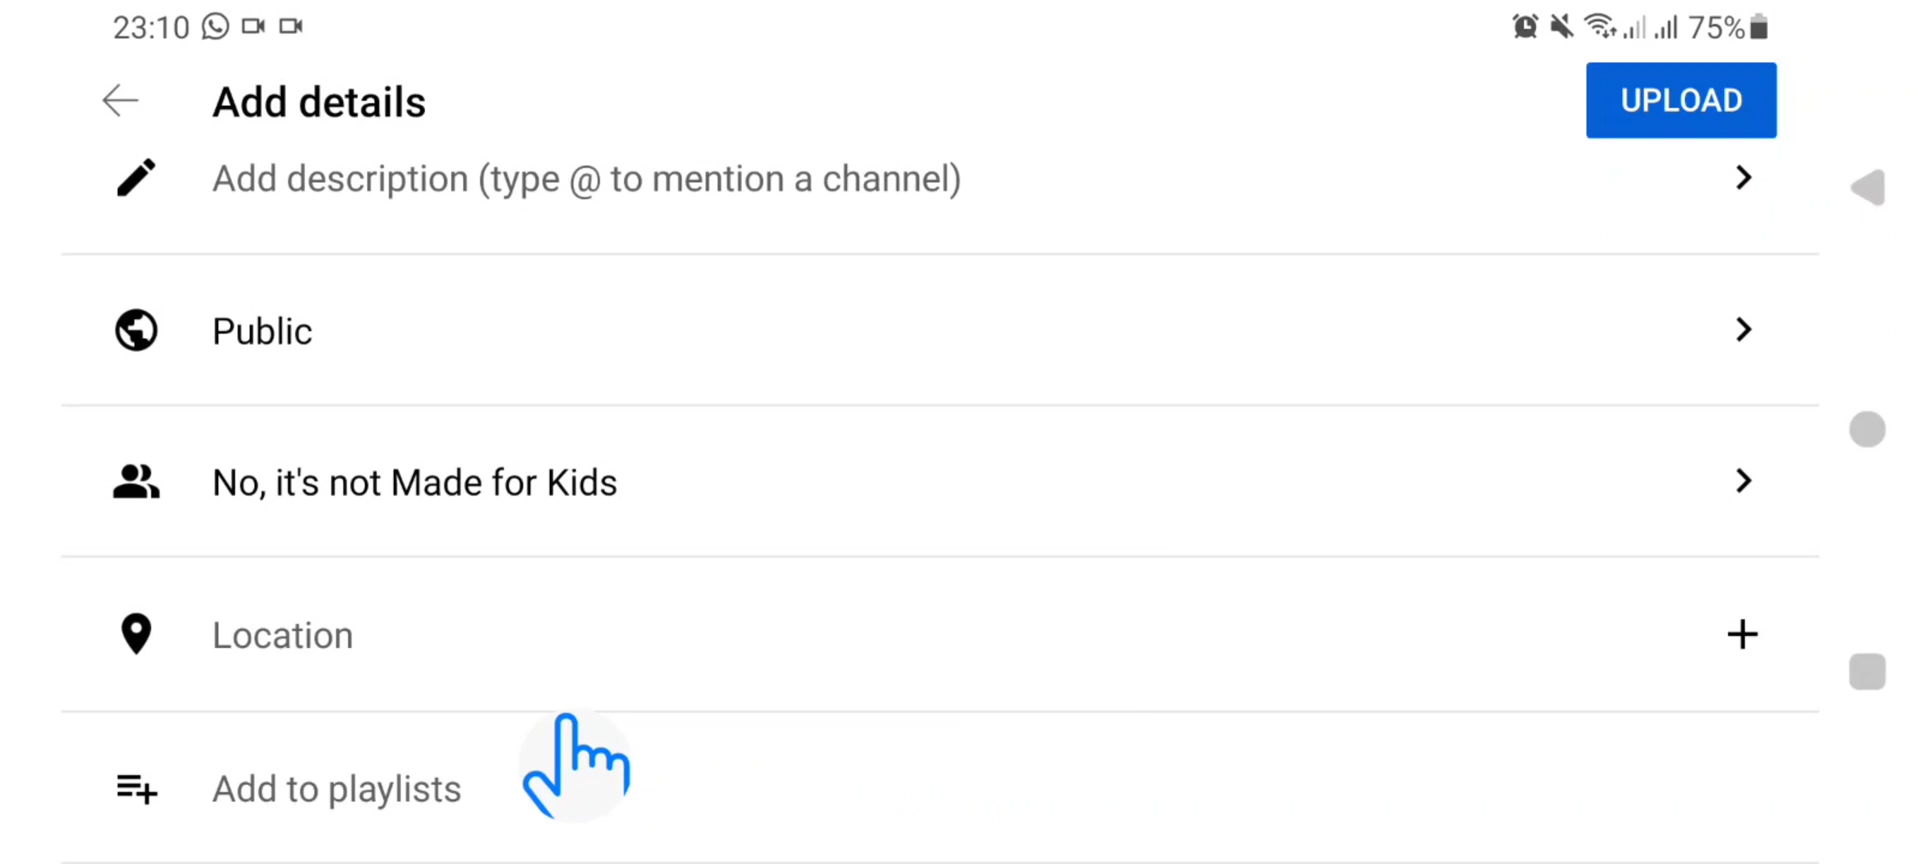 23:10 75%
Add details
UPLOAD
Add description (type @ to mention a channel)
Public
No, it's not Made for Kids
Location
Add to playlists